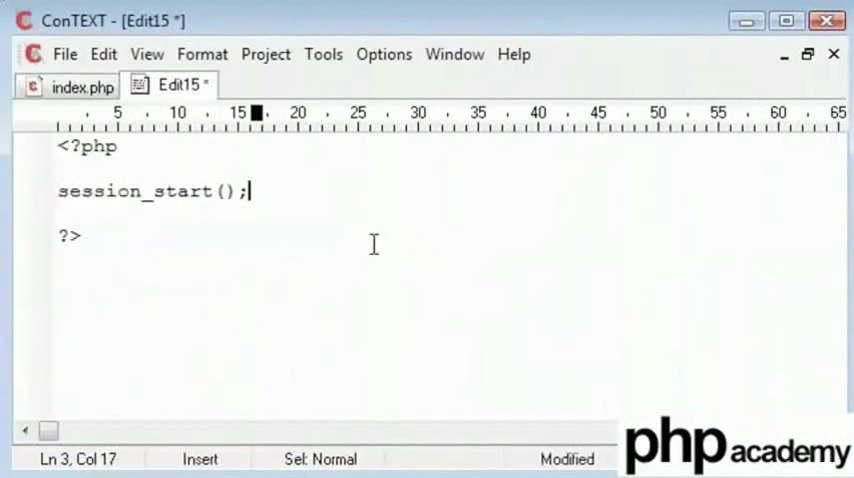 ConTEXT - [Edit15 *]
File Edit View Format Project Tools Options Window Help
index.php Edit15 *
5 10 15 20 25 30 35 40 45 50 55 60 65
<?php
session_start();
?>
Ln 3, Col 17 Insert Sel: Normal Modified
php academy